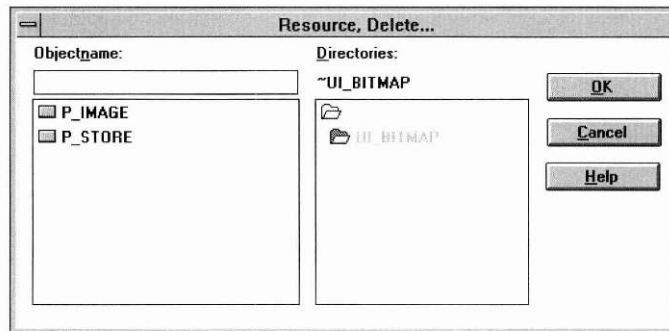 Resource, Delete...
Objectname:
Directories:
~UI_BITMAP
OK
P_IMAGE
P_STORE
UI_BITMAP
Cancel
Help